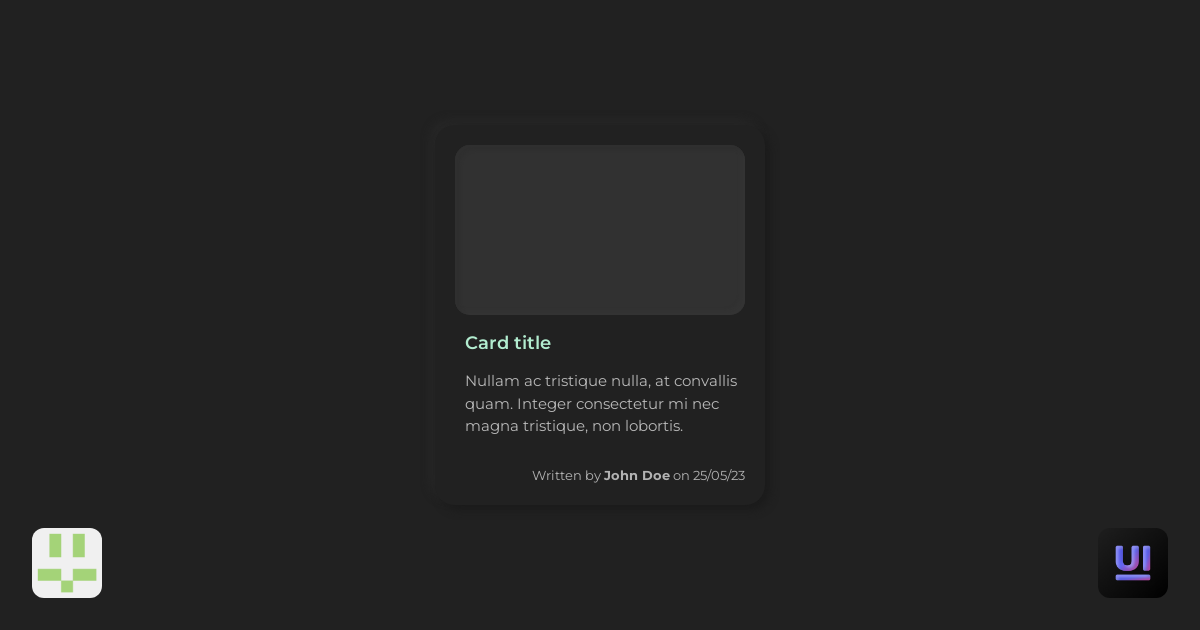 Card title
Nullam ac tristique nulla, at convallis
quam. Integer consectetur mi nec
magna tristique, non lobortis.
Written by John Doe on 25/05/23
UI